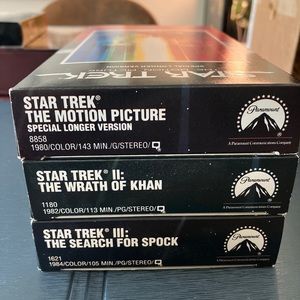 STAR TREK
SPECIAL LONGER VERSION
STAR TREK®
THE MOTION PICTURE
SPECIAL LONGER VERSION
8858
1980/COLOR/143 MIN./G/STEREO/
Paramount
A Paramount Communications Company
STAR TREK II:
THE WRATH OF KHAN
1180
1982/COLOR/113 MIN./PG/STEREO/
Paramount
A Paramount Communications Company
STAR TREK® III:
THE SEARCH FOR SPOCK
1621
1984/COLOR/105 MIN./PG/STEREO/
Paramount
A Paramount Communications Company